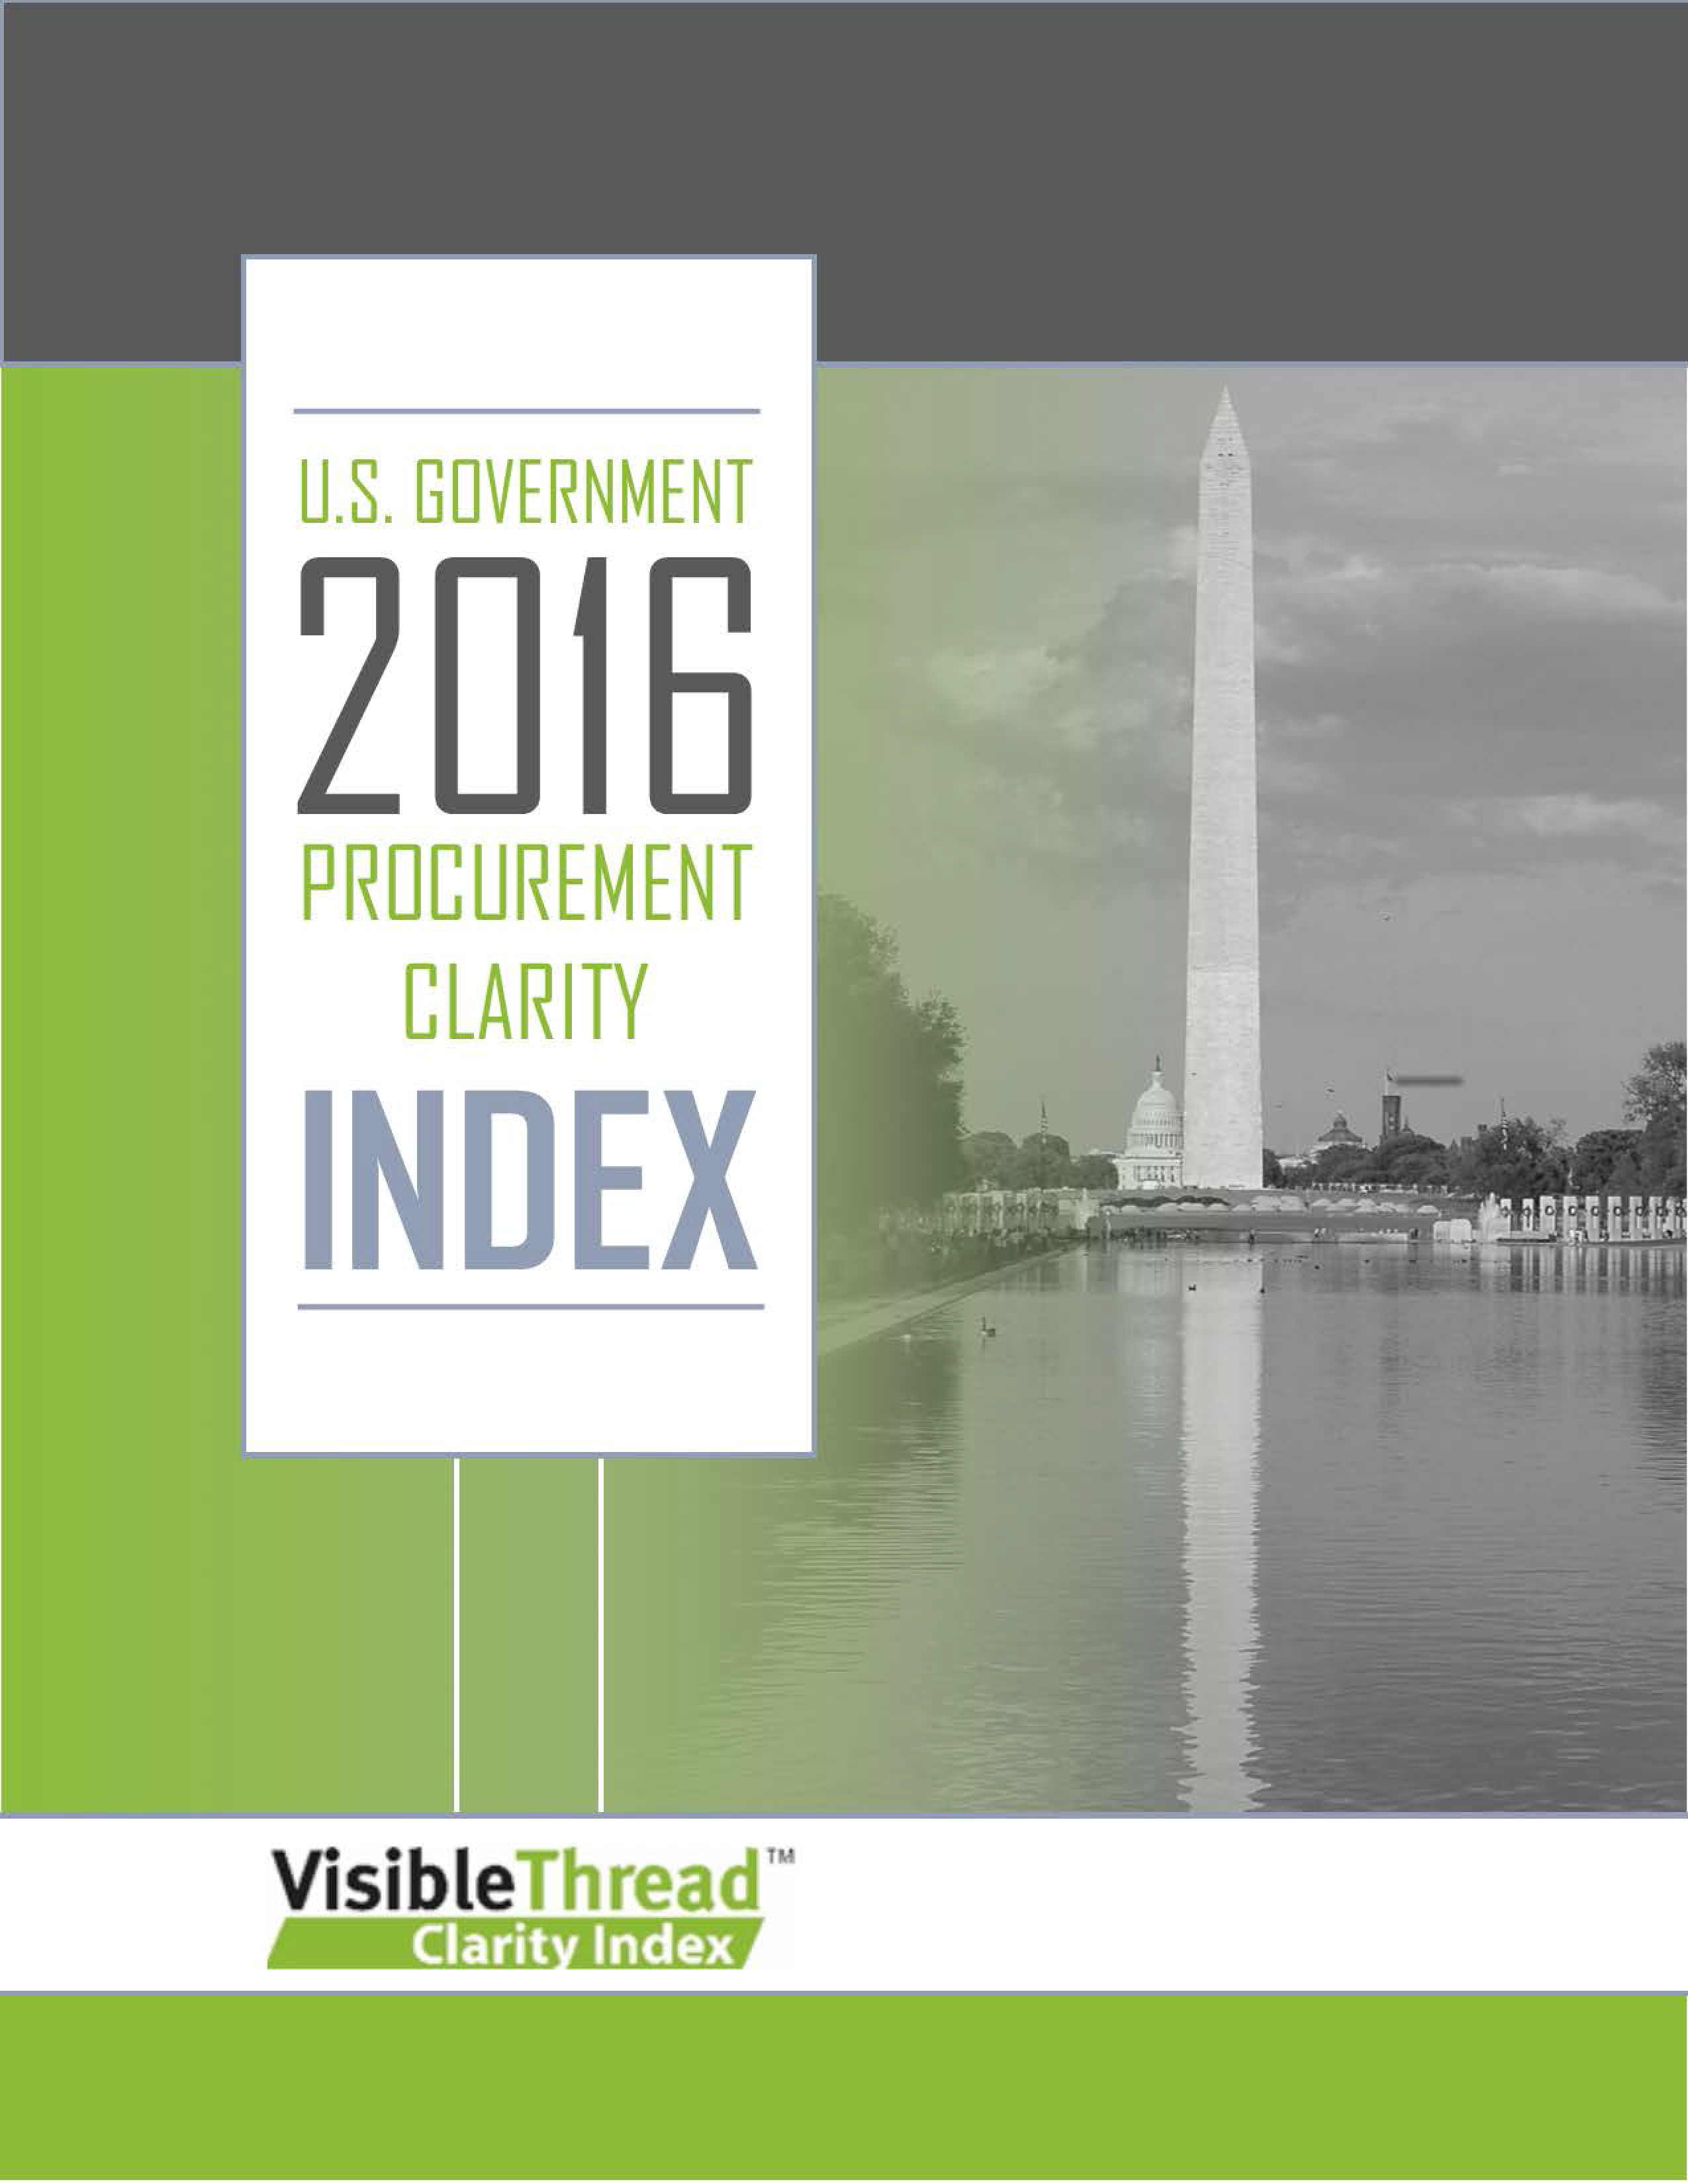 U.S. GOVERNMENT
2016
PROCUREMENT
CLARITY
INDEX
VisibleThread™
Clarity Index